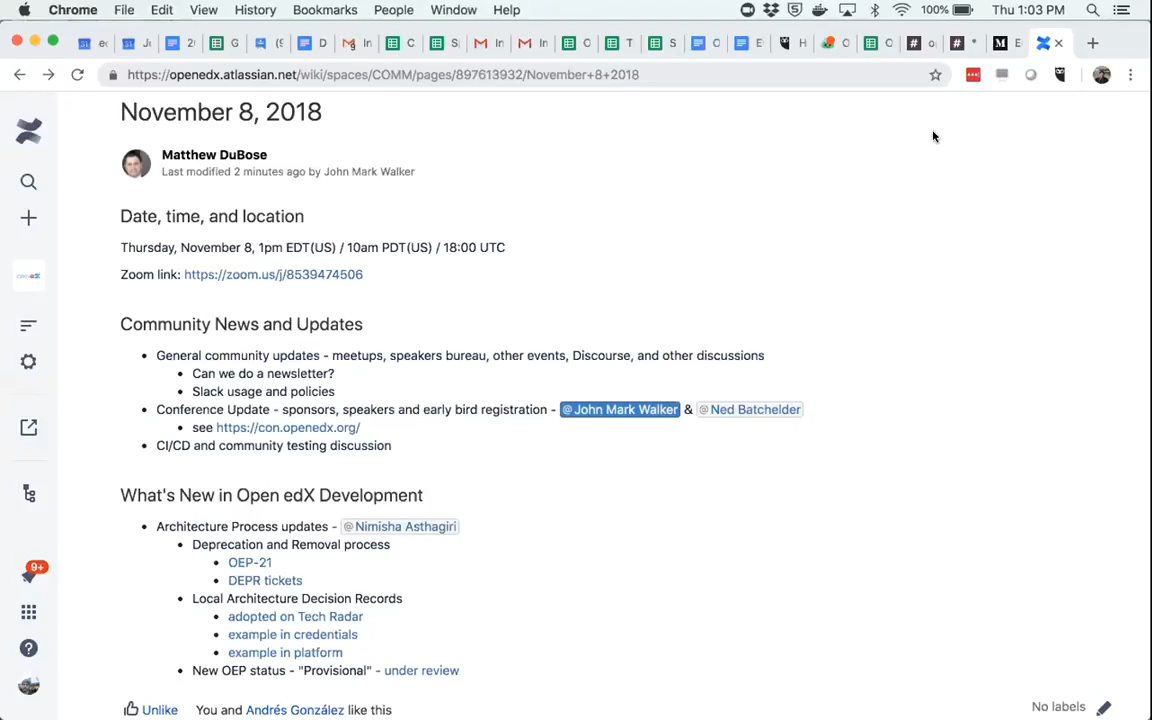 Chrome File Edit View History Bookmarks People Window Help 100% Thu 1:03 PM
https://openedx.atlassian.net/wiki/spaces/COMM/pages/897613932/November+8+2018
November 8, 2018
Matthew DuBose
Last modified 2 minutes ago by John Mark Walker
Date, time, and location
Thursday, November 8, 1pm EDT(US) / 10am PDT(US) / 18:00 UTC
Zoom link: https://zoom.us/j/8539474506
Community News and Updates
• General community updates - meetups, speakers bureau, other events, Discourse, and other discussions
• Can we do a newsletter?
• Slack usage and policies
• Conference Update - sponsors, speakers and early bird registration - @John Mark Walker & @Ned Batchelder
• see https://con.openedx.org/
• CI/CD and community testing discussion
What's New in Open edX Development
• Architecture Process updates - @Nimisha Asthagiri
• Deprecation and Removal process
• OEP-21
• DEPR tickets
• Local Architecture Decision Records
• adopted on Tech Radar
• example in credentials
• example in platform
• New OEP status - "Provisional" - under review
9+
Unlike You and Andrés González like this
No labels